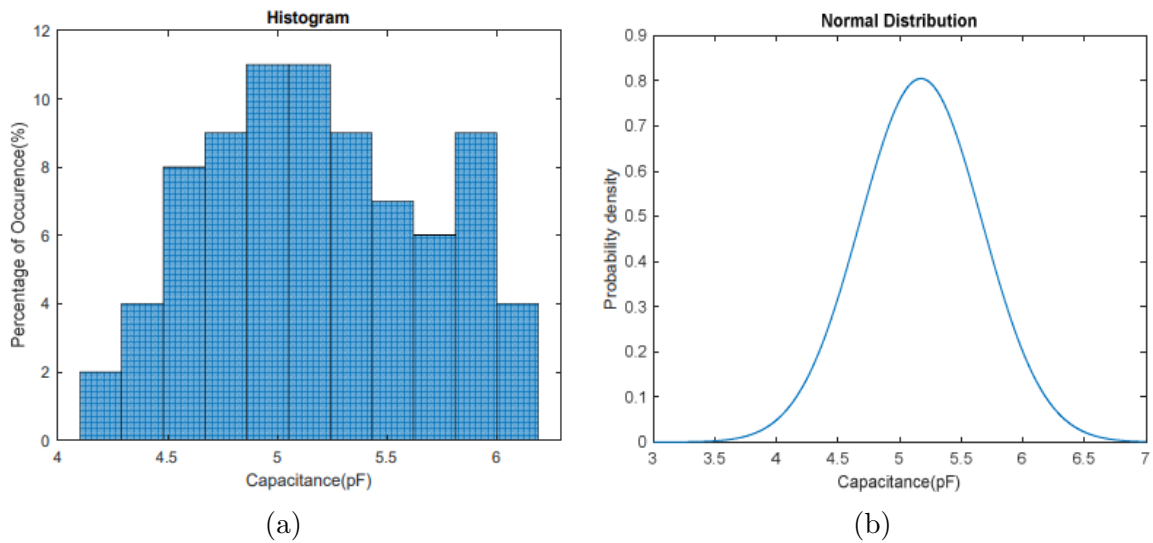 Histogram
12
10
8
6
4
2
0
Percentage of Occurence(%)
4 4.5 5 5.5 6
Capacitance(pF)
(a)
Normal Distribution
0.9
0.8
0.7
0.6
0.5
0.4
0.3
0.2
0.1
0
Probability density
3 3.5 4 4.5 5 5.5 6 6.5 7
Capacitance(pF)
(b)